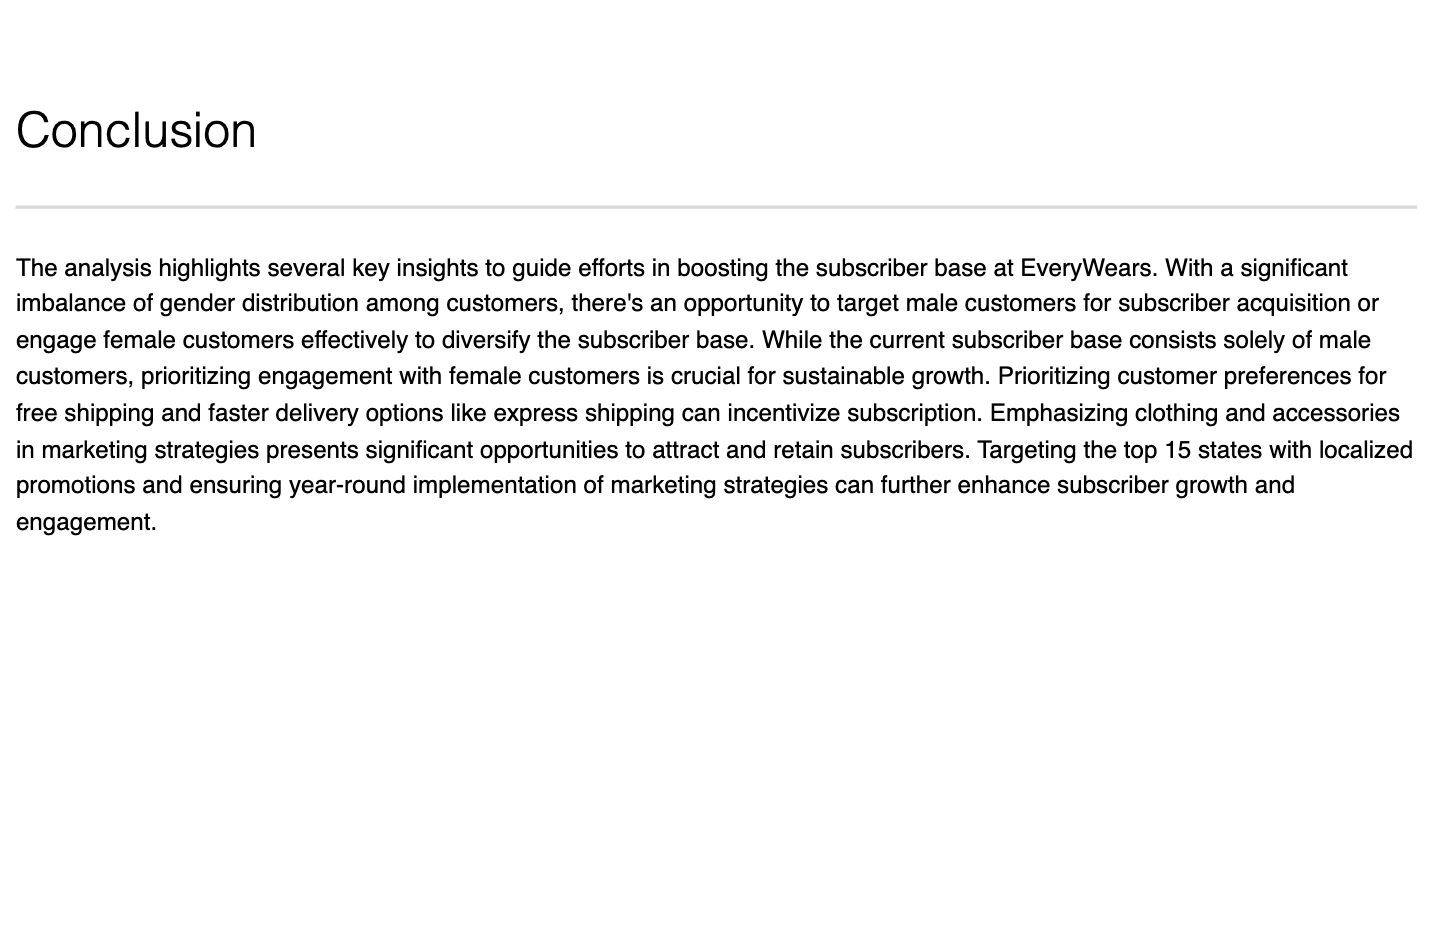 Conclusion
The analysis highlights several key insights to guide efforts in boosting the subscriber base at EveryWears. With a significant
imbalance of gender distribution among customers, there's an opportunity to target male customers for subscriber acquisition or
engage female customers effectively to diversify the subscriber base. While the current subscriber base consists solely of male
customers, prioritizing engagement with female customers is crucial for sustainable growth. Prioritizing customer preferences for
free shipping and faster delivery options like express shipping can incentivize subscription. Emphasizing clothing and accessories
in marketing strategies presents significant opportunities to attract and retain subscribers. Targeting the top 15 states with localized
promotions and ensuring year-round implementation of marketing strategies can further enhance subscriber growth and
engagement.